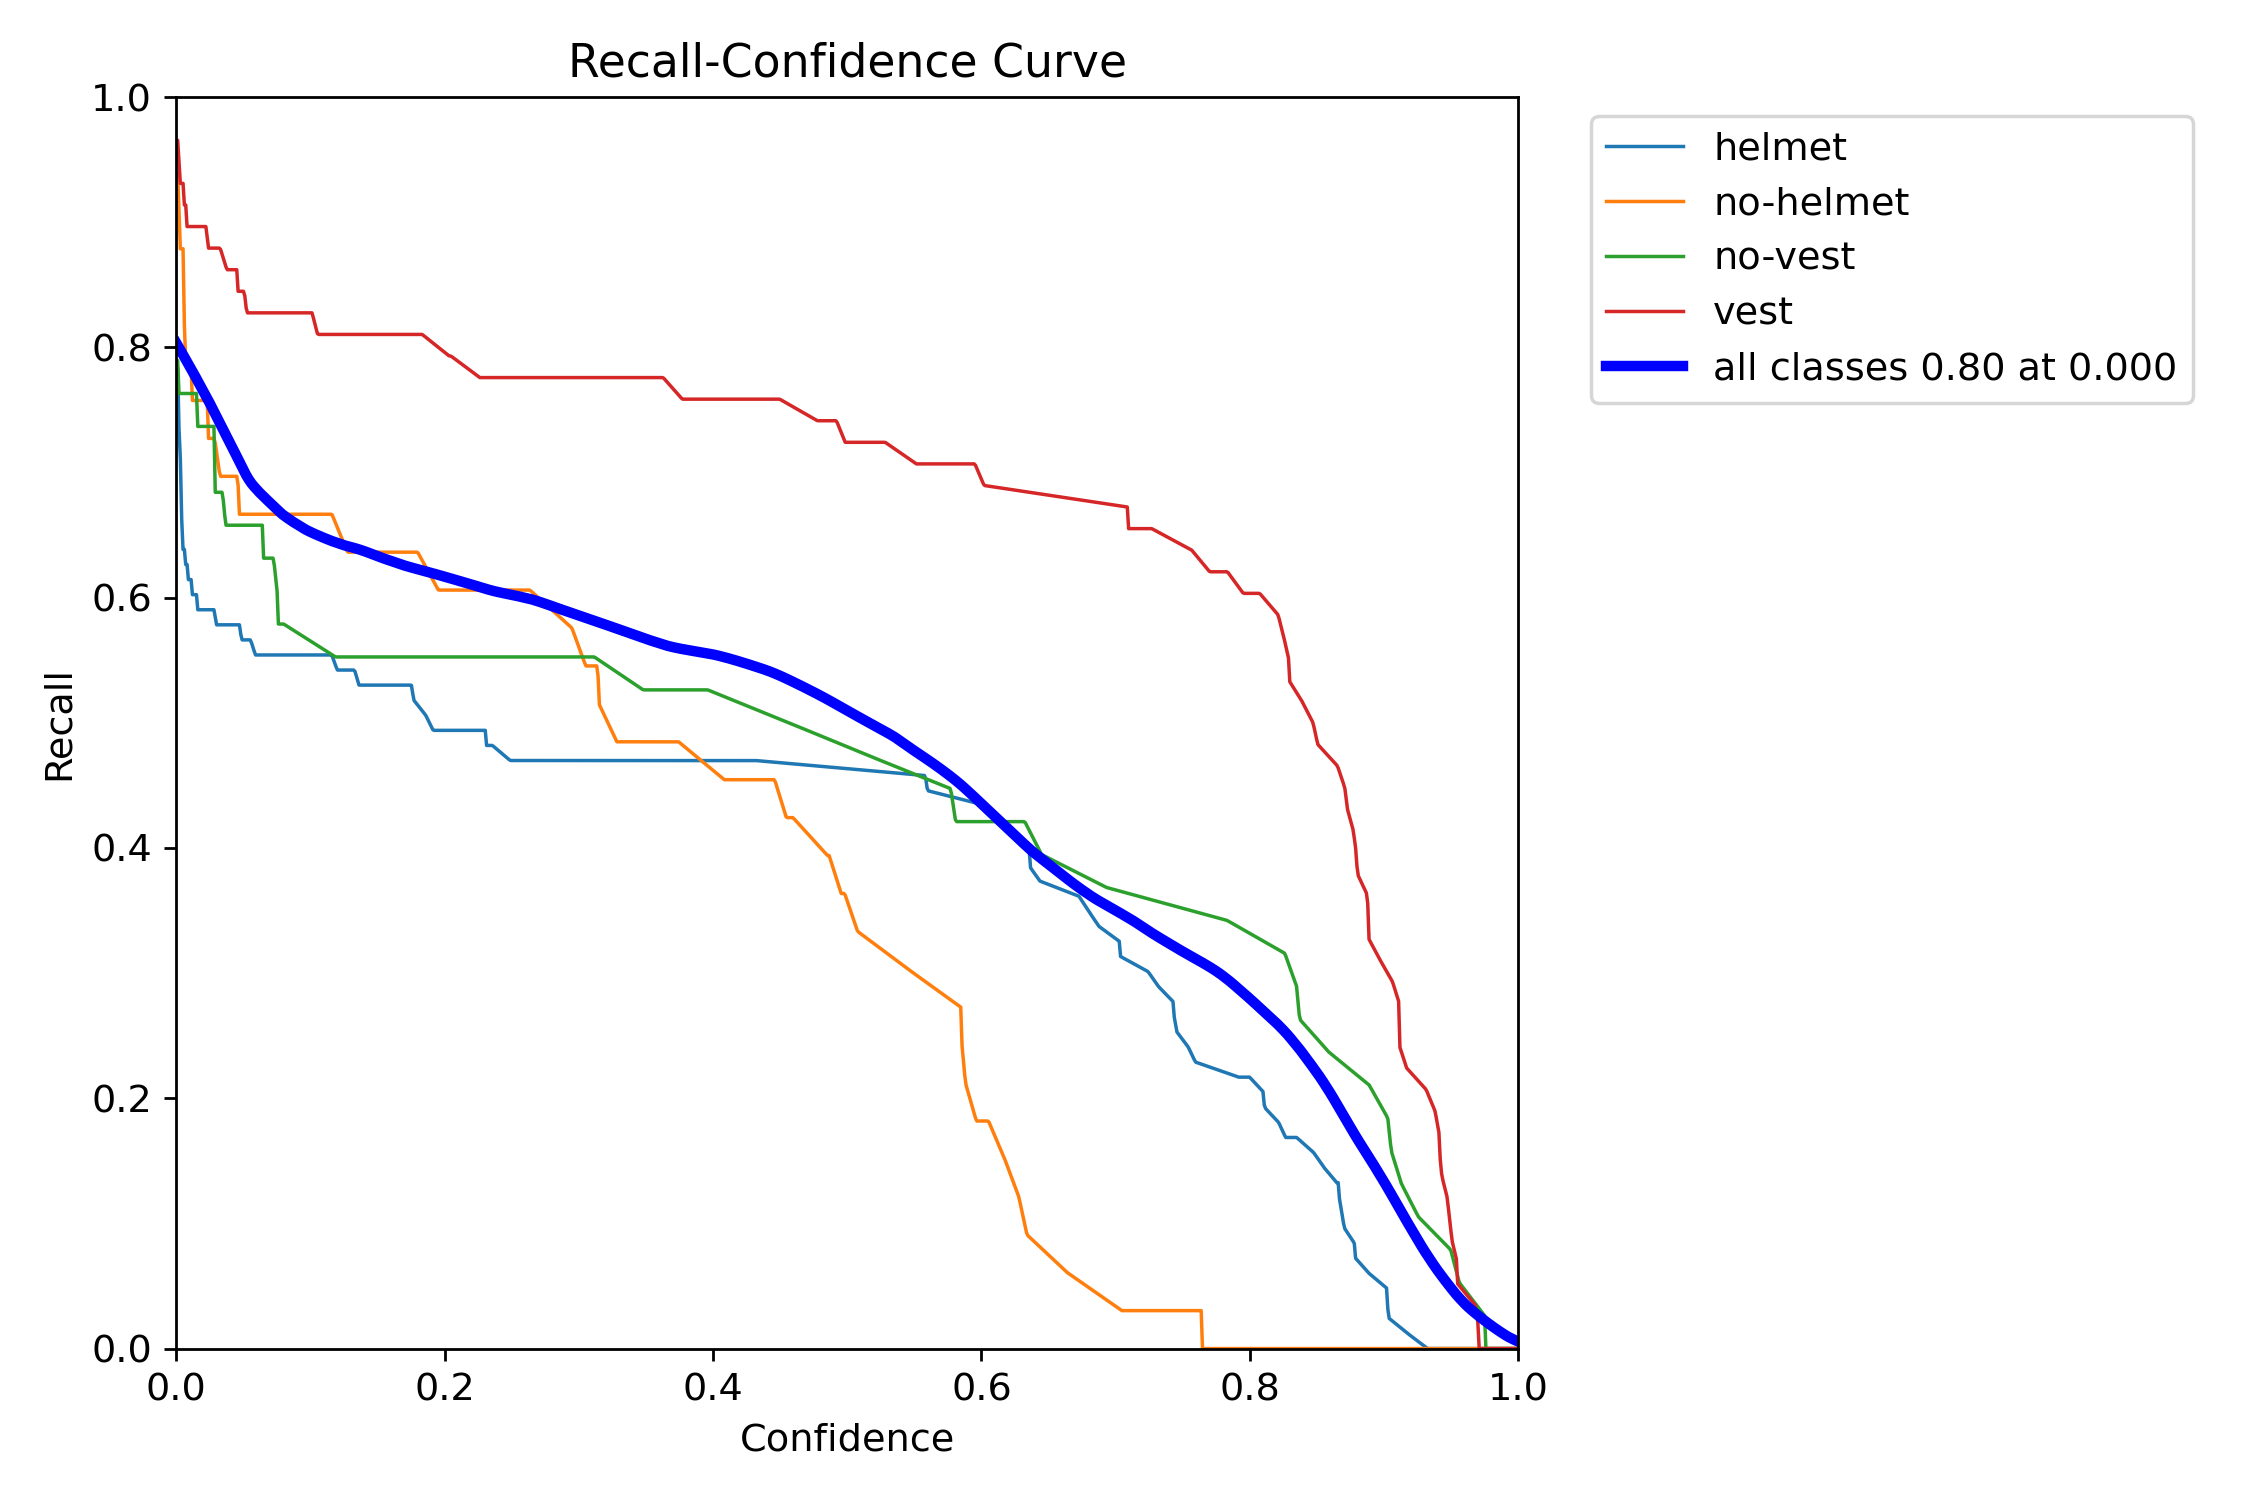 Recall-Confidence Curve
1.0
0.8
0.6
0.4
0.2
0.0
Recall
0.0 0.2 0.4 0.6 0.8 1.0
Confidence
helmet
no-helmet
no-vest
vest
all classes 0.80 at 0.000